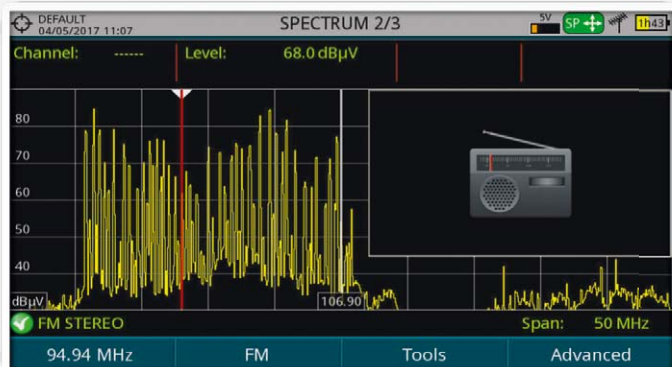 DEFAULT
04/05/2017 11:07
SPECTRUM 2/3
5V
SP
1h43
Channel: ------ Level: 68.0 dBµV
80
70
60
50
40
dBµV
106.90
FM STEREO
Span: 50 MHz
94.94 MHz FM Tools Advanced